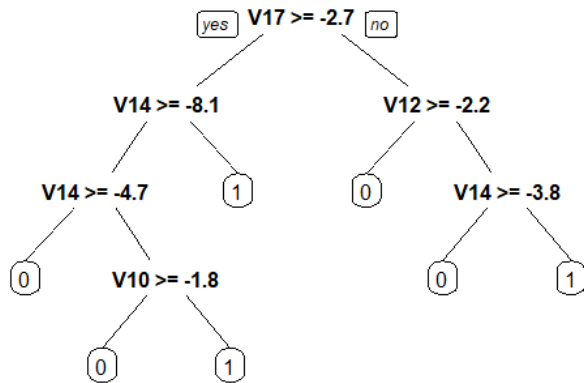 yes V17 >= -2.7 no
V14 >= -8.1 V12 >= -2.2
V14 >= -4.7 1 0 V14 >= -3.8
0 V10 >= -1.8 0 1
0 1